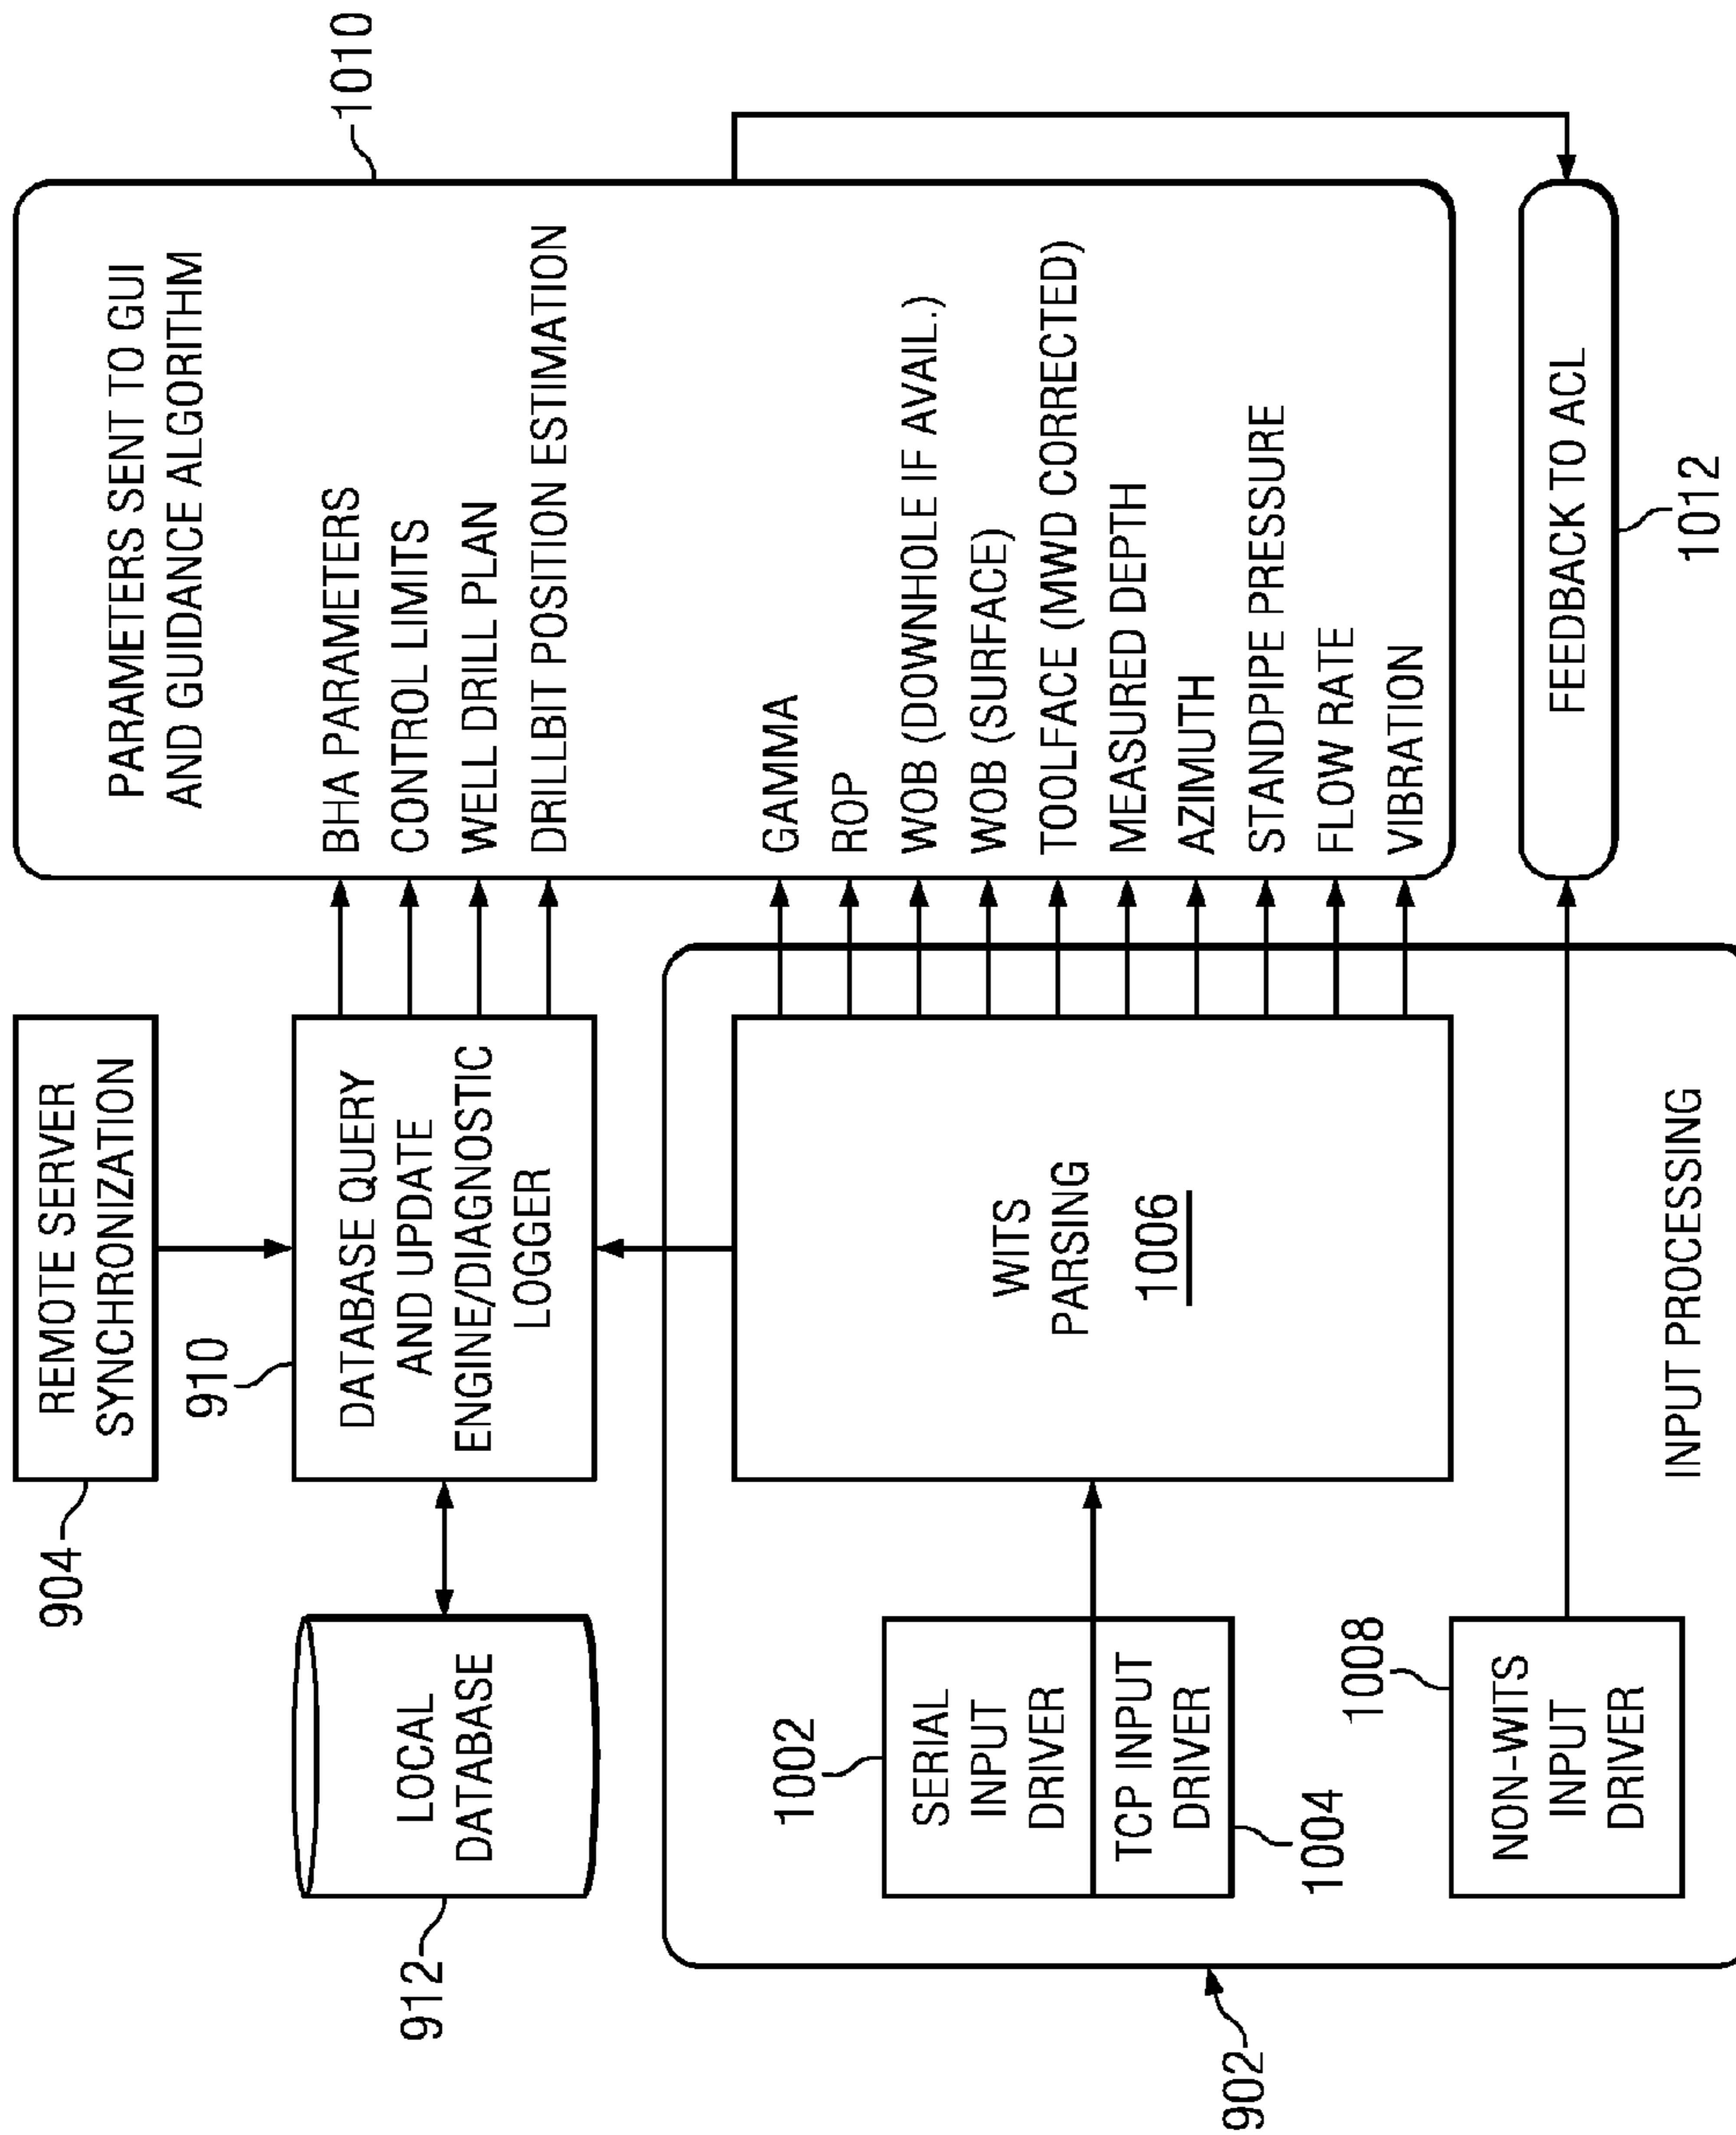 904
REMOTE SERVER
SYNCHRONIZATION
912
LOCAL
DATABASE
910
DATABASE QUERY
AND UPDATE
ENGINE/DIAGNOSTIC
LOGGER
PARAMETERS SENT TO GUI
AND GUIDANCE ALGORITHM
1010
BHA PARAMETERS
CONTROL LIMITS
WELL DRILL PLAN
DRILLBIT POSITION ESTIMATION
GAMMA
ROP
WOB (DOWNHOLE IF AVAIL.)
WOB (SURFACE)
TOOLFACE (MWD CORRECTED)
MEASURED DEPTH
AZIMUTH
STANDPIPE PRESSURE
FLOW RATE
VIBRATION
902
1002
SERIAL
INPUT
DRIVER
TCP INPUT
DRIVER
1004
WITS
PARSING
1006
1008
NON-WITS
INPUT
DRIVER
FEEDBACK TO ACL
1012
INPUT PROCESSING